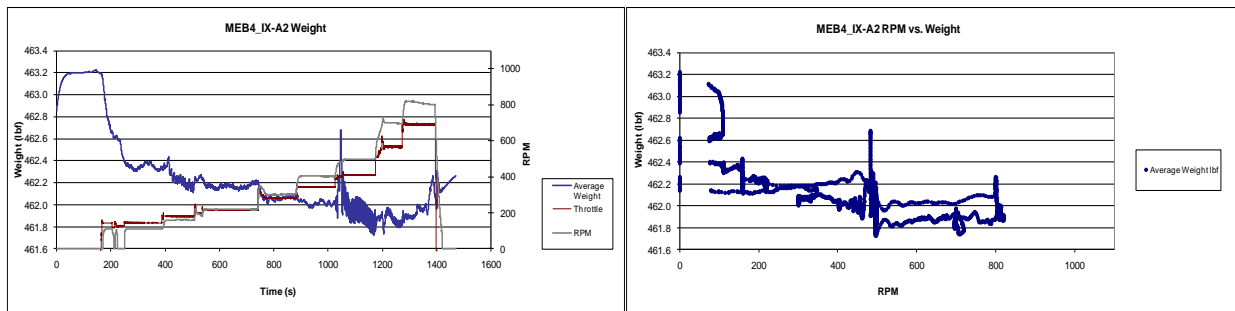 MEB4_IX-A2 Weight
463.4
463.2
463.0
462.8
462.6
462.4
462.2
462.0
461.8
461.6
Weight (lbf)
1000
800
600
400
200
0
RPM
0 200 400 600 800 1000 1200 1400 1600
Time (s)
Average Weight
Throttle
RPM
MEB4_IX-A2 RPM vs. Weight
463.4
463.2
463.0
462.8
462.6
462.4
462.2
462.0
461.8
461.6
Weight (lbf)
0 200 400 600 800 1000
RPM
Average Weight lbf